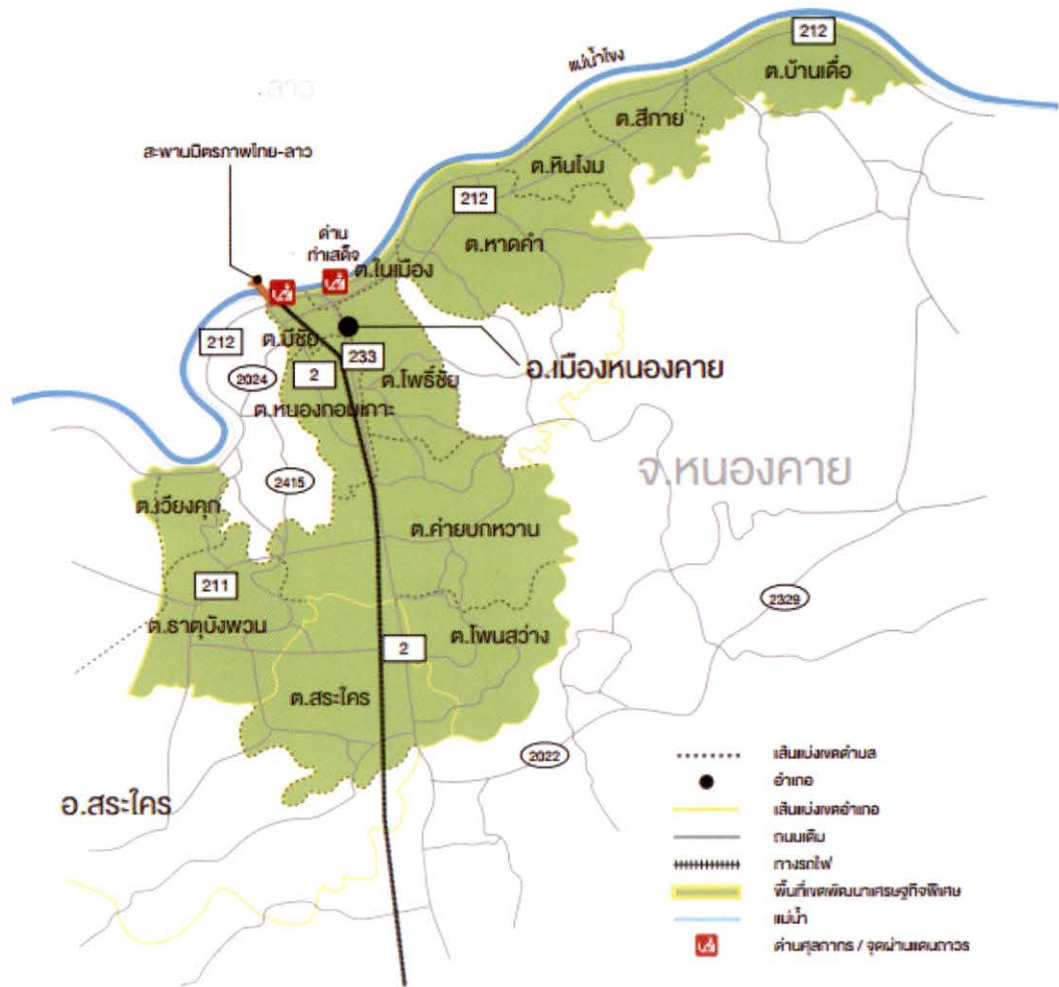 212
ต.บ้านเดื่อ
แม่น้ำโขง
ลาว
ต.สีกาย
สะพานมิตรภาพไทย-ลาว
ต.หินโงม
212
ด่าน
ท่าเสด็จ
ต.หาดคำ
ต.ในเมือง
212
ต.มีชัย
233
อ.เมืองหนองคาย
2024
2
ต.โพธิ์ชัย
ต.หนองกอมเกาะ
จ.หนองคาย
2415
ต.เวียงคุก
ต.ค่ายบกหวาน
211
2329
ต.ธาตุบังพวน
ต.โพนสว่าง
2
ต.สระใคร
2022
อ.สระใคร
เส้นแบ่งเขตตำบล
อำเภอ
เส้นแบ่งเขตอำเภอ
ถนนเดิม
ทางรถไฟ
พื้นที่เขตพัฒนาเศรษฐกิจพิเศษ
แม่น้ำ
ด่านศุลกากร / จุดผ่านแดนถาวร